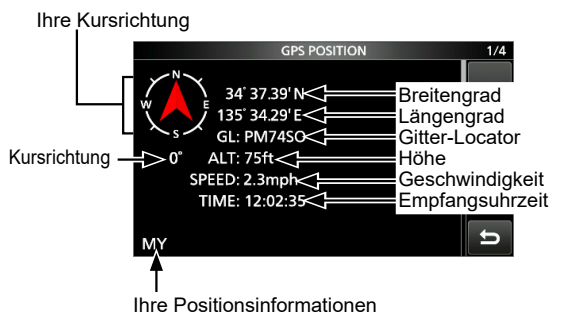 Ihre Kursrichtung
GPS POSITION 1/4
N
W E
S
34° 37.39' N Breitengrad
135° 34.29' E Längengrad
GL: PM74SO Gitter-Locator
Kursrichtung 0° ALT: 75ft Höhe
SPEED: 2.3mph Geschwindigkeit
TIME: 12:02:35 Empfangsuhrzeit
MY
Ihre Positionsinformationen